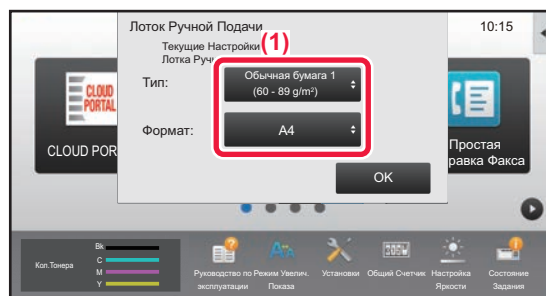 Лоток Ручной Подачи
10:15
Текущие Настройки
(1)
Лотка Ручн
Тип:
Обычная бумага 1
(60 - 89 g/m²)
Формат:
A4
OK
CLOUD
PORTAL
CLOUD POR
Простая
равка Факса
Кол.Тонера
Bk
C
M
Y
Руководство по
эксплуатации
Режим Увелич.
Показа
Установки
Общий Счетчик
Настройка
Яркости
Состояние
Задания